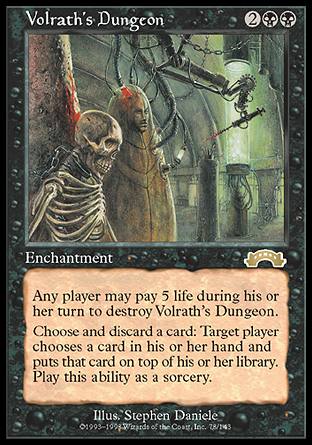 Volrath's Dungeon 2
Enchantment
Any player may pay 5 life during his or
her turn to destroy Volrath's Dungeon.
Choose and discard a card: Target player
chooses a card in his or her hand and
puts that card on top of his or her library.
Play this ability as a sorcery.
Illus. Stephen Daniele
©1993–1998 Wizards of the Coast, Inc. 73/143